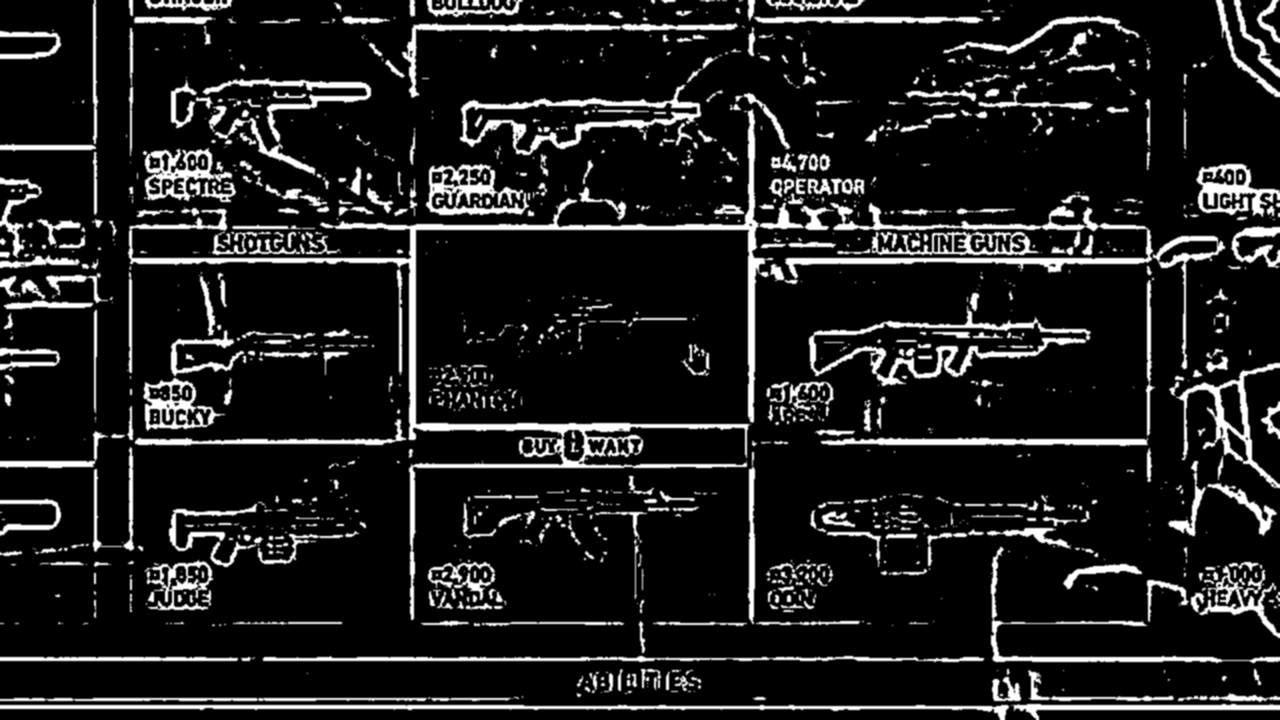 BULLDOG
¤1,600
SPECTRE
¤2,250
GUARDIAN
¤4,700
OPERATOR
¤400
LIGHT SH
SHOTGUNS
MACHINE GUNS
¤850
BUCKY
¤2,900
PHANTOM
¤1,600
ARES
BUY WANT
¤1,850
JUDGE
¤2,900
VANDAL
¤3,200
ODIN
¤1,000
HEAVY
ABILITIES